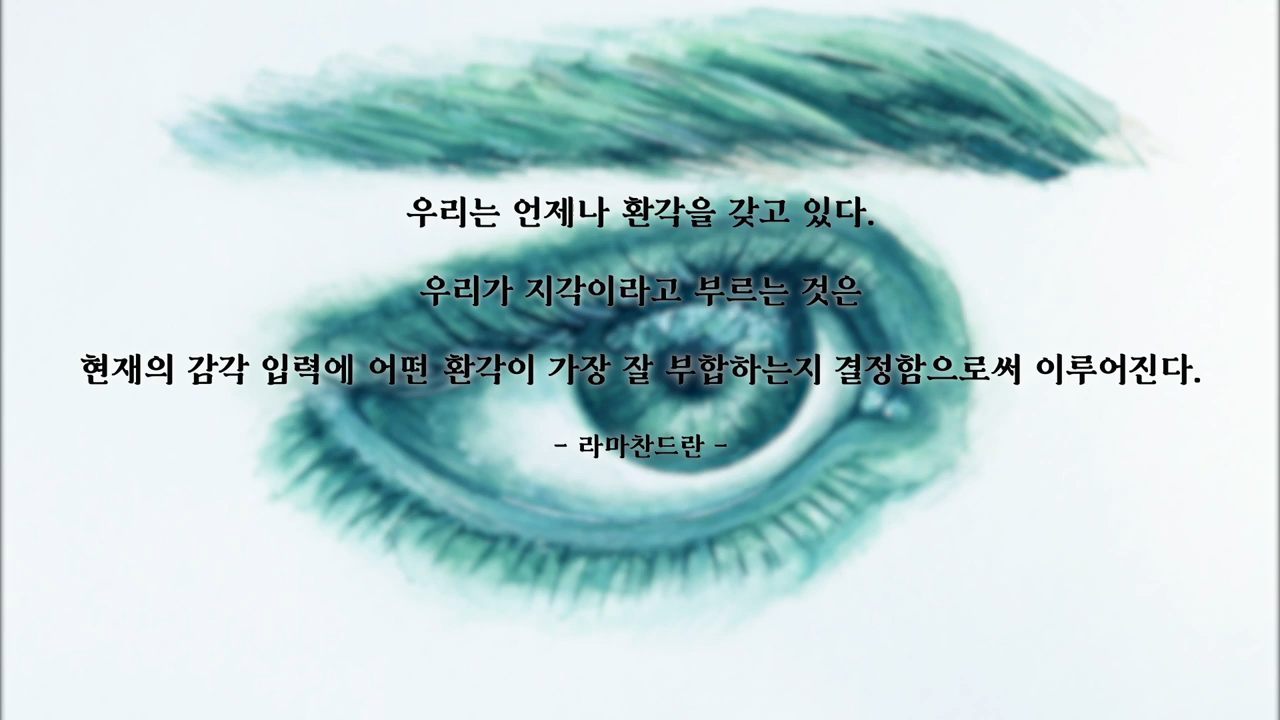 우리는 언제나 환각을 갖고 있다.
우리가 지각이라고 부르는 것은
현재의 감각 입력에 어떤 환각이 가장 잘 부합하는지 결정함으로써 이루어진다.
- 라마찬드란 -